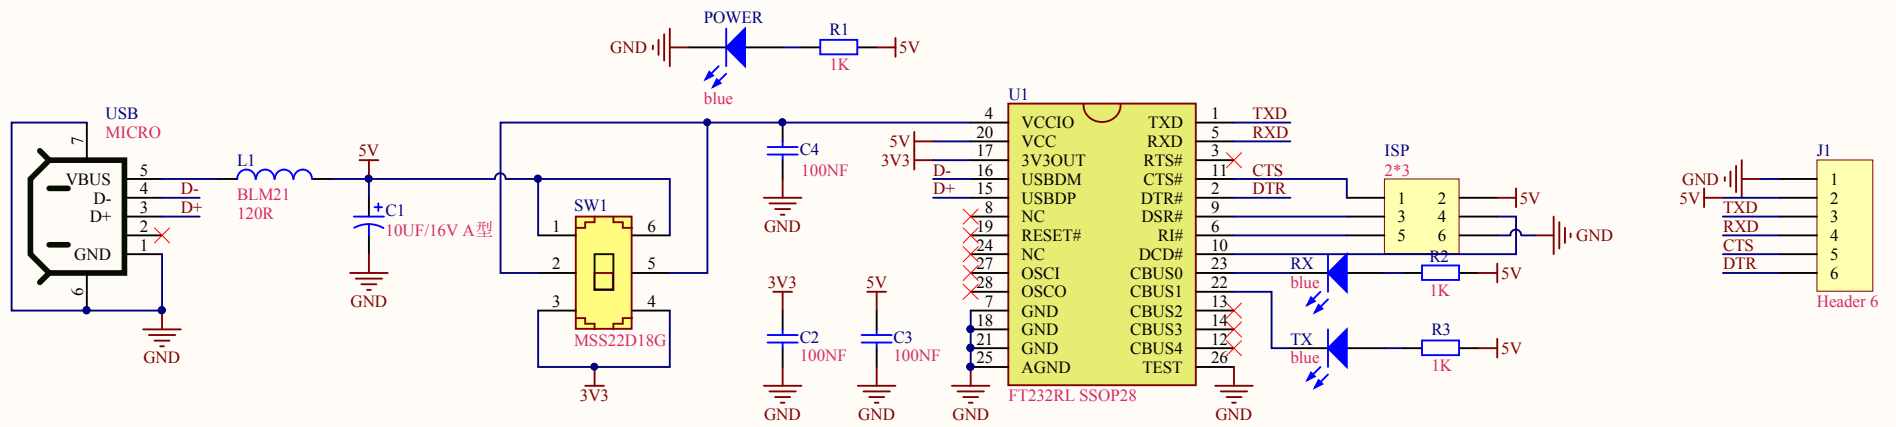 POWER
R1
GND
5V
1K
blue
USB
MICRO
7
VBUS
5
D-
4
D-
D+
3
D+
2
GND
1
6
GND
L1
BLM21
120R
5V
C1
10UF/16V A型
GND
SW1
1
6
2
5
3
4
MSS22D18G
3V3
C4
100NF
GND
3V3
C2
100NF
GND
5V
C3
100NF
GND
U1
4 VCCIO
5V 20 VCC
3V3 17 3V3OUT
D- 16 USBDM
D+ 15 USBDP
8 NC
19 RESET#
24 NC
27 OSCI
28 OSCO
7 GND
18 GND
21 GND
25 AGND
GND
TXD 1 TXD
RXD 5 RXD
RTS# 3
CTS# 11 CTS
DTR# 2 DTR
DSR# 9
RI# 6
DCD# 10
CBUS0 23
CBUS1 22
CBUS2 13
CBUS3 14
CBUS4 12
TEST 26
GND
FT232RL SSOP28
ISP
2*3
1 2 5V
3 4
5 6 GND
RX
blue
R2
1K
5V
TX
blue
R3
1K
5V
J1
GND 1
5V 2
TXD 3
RXD 4
CTS 5
DTR 6
Header 6